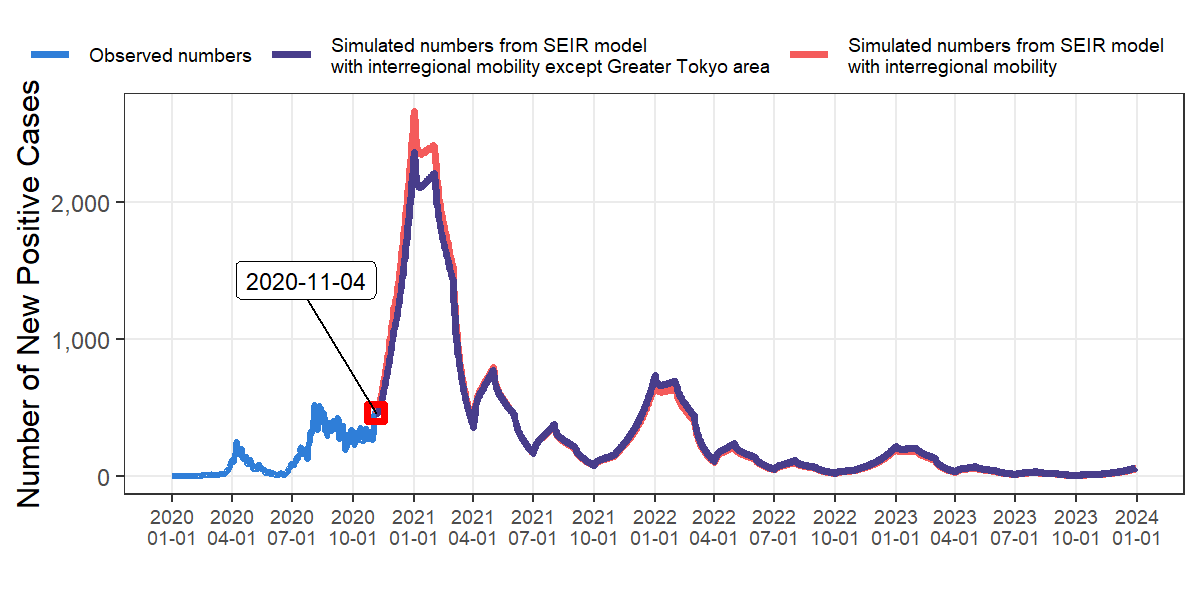 Observed numbers
Simulated numbers from SEIR model
with interregional mobility except Greater Tokyo area
Simulated numbers from SEIR model
with interregional mobility
Number of New Positive Cases
2,000
1,000
0
2020-11-04
2020 2020 2020 2020 2021 2021 2021 2021 2022 2022 2022 2022 2023 2023 2023 2023 2024
01-01 04-01 07-01 10-01 01-01 04-01 07-01 10-01 01-01 04-01 07-01 10-01 01-01 04-01 07-01 10-01 01-01